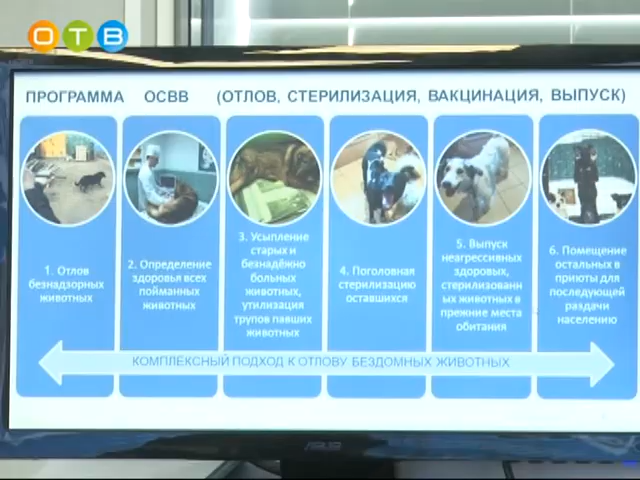 ОТВ
ПРОГРАММА ОСВВ (ОТЛОВ, СТЕРИЛИЗАЦИЯ, ВАКЦИНАЦИЯ, ВЫПУСК)
1. Отлов
безнадзорных
животных
2. Определение
здоровья всех
пойманных
животных
3. Усыпление
старых и
безнадёжно
больных
животных,
утилизация
трупов павших
животных
4. Поголовная
стерилизацию
оставшихся
5. Выпуск
неагрессивных
здоровых,
стерилизованн
ых животных в
прежние места
обитания
6. Помещение
остальных в
приюты для
последующей
раздачи
населению
КОМПЛЕКСНЫЙ ПОДХОД К ОТЛОВУ БЕЗДОМНЫХ ЖИВОТНЫХ
ASUS